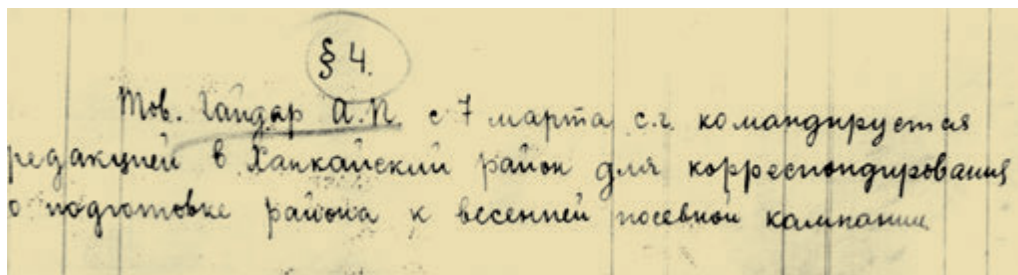 § 4.
Тов. Гайдар А.П. с 7 марта с.г. командируется
редакцией в Ханкайский район для корреспондирования
о подготовке района к весенней посевной кампании